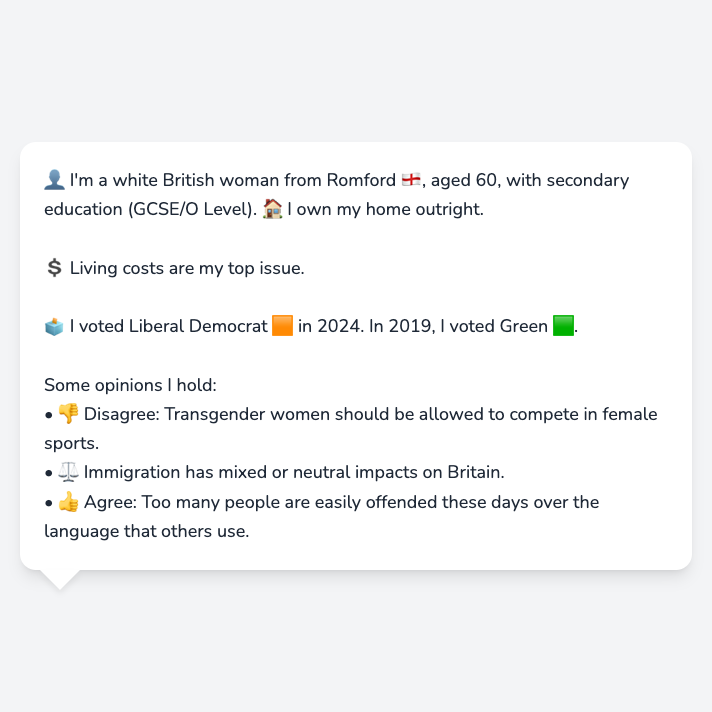 👤 I'm a white British woman from Romford 🏴󠁧󠁢󠁥󠁮󠁧󠁿, aged 60, with secondary
education (GCSE/O Level). 🏠 I own my home outright.
💲 Living costs are my top issue.
🗳️ I voted Liberal Democrat 🟧 in 2024. In 2019, I voted Green 🟩.
Some opinions I hold:
• 👎 Disagree: Transgender women should be allowed to compete in female
sports.
• ⚖️ Immigration has mixed or neutral impacts on Britain.
• 👍 Agree: Too many people are easily offended these days over the
language that others use.